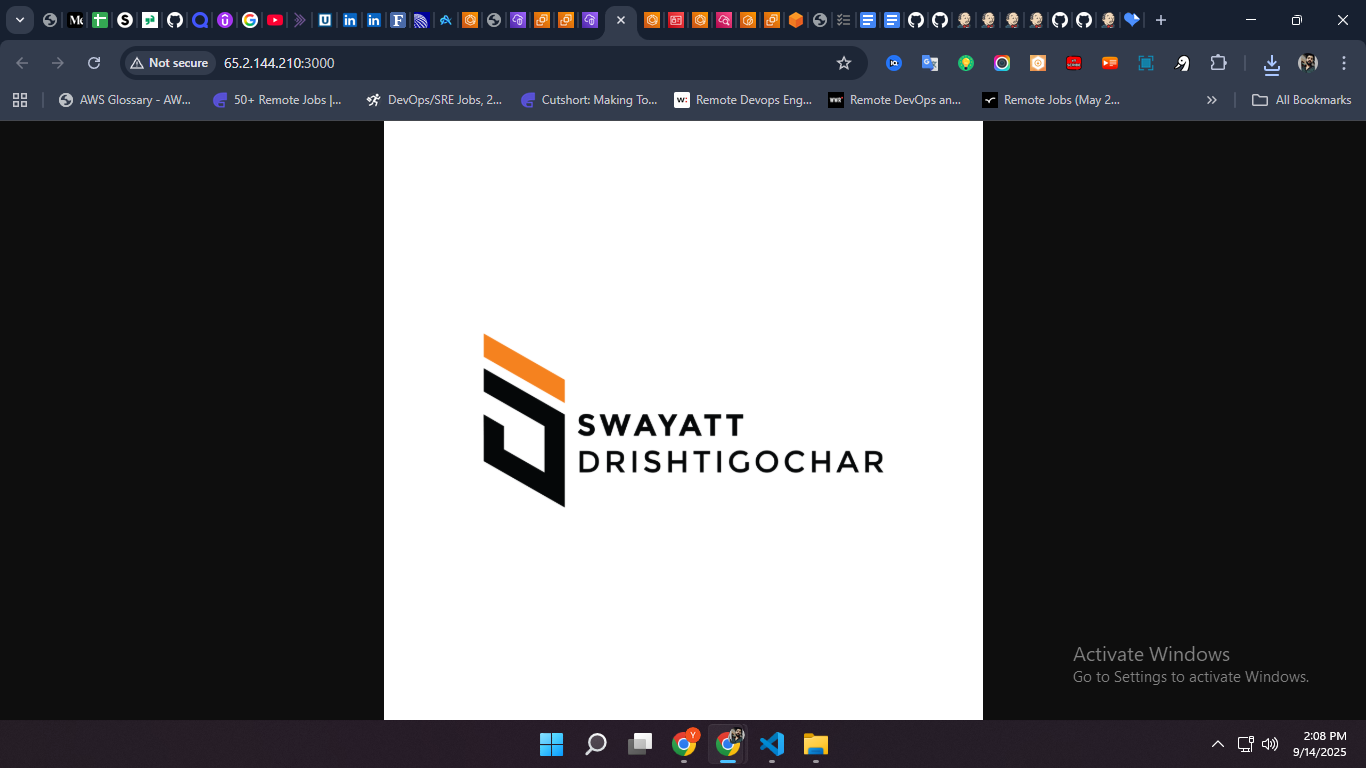 Not secure
65.2.144.210:3000
AWS Glossary - AW...
50+ Remote Jobs |...
DevOps/SRE Jobs, 2...
Cutshort: Making To...
Remote Devops Eng...
Remote DevOps an...
Remote Jobs (May 2...
All Bookmarks
SWAYATT
DRISHTIGOCHAR
Activate Windows
Go to Settings to activate Windows.
2:08 PM
9/14/2025